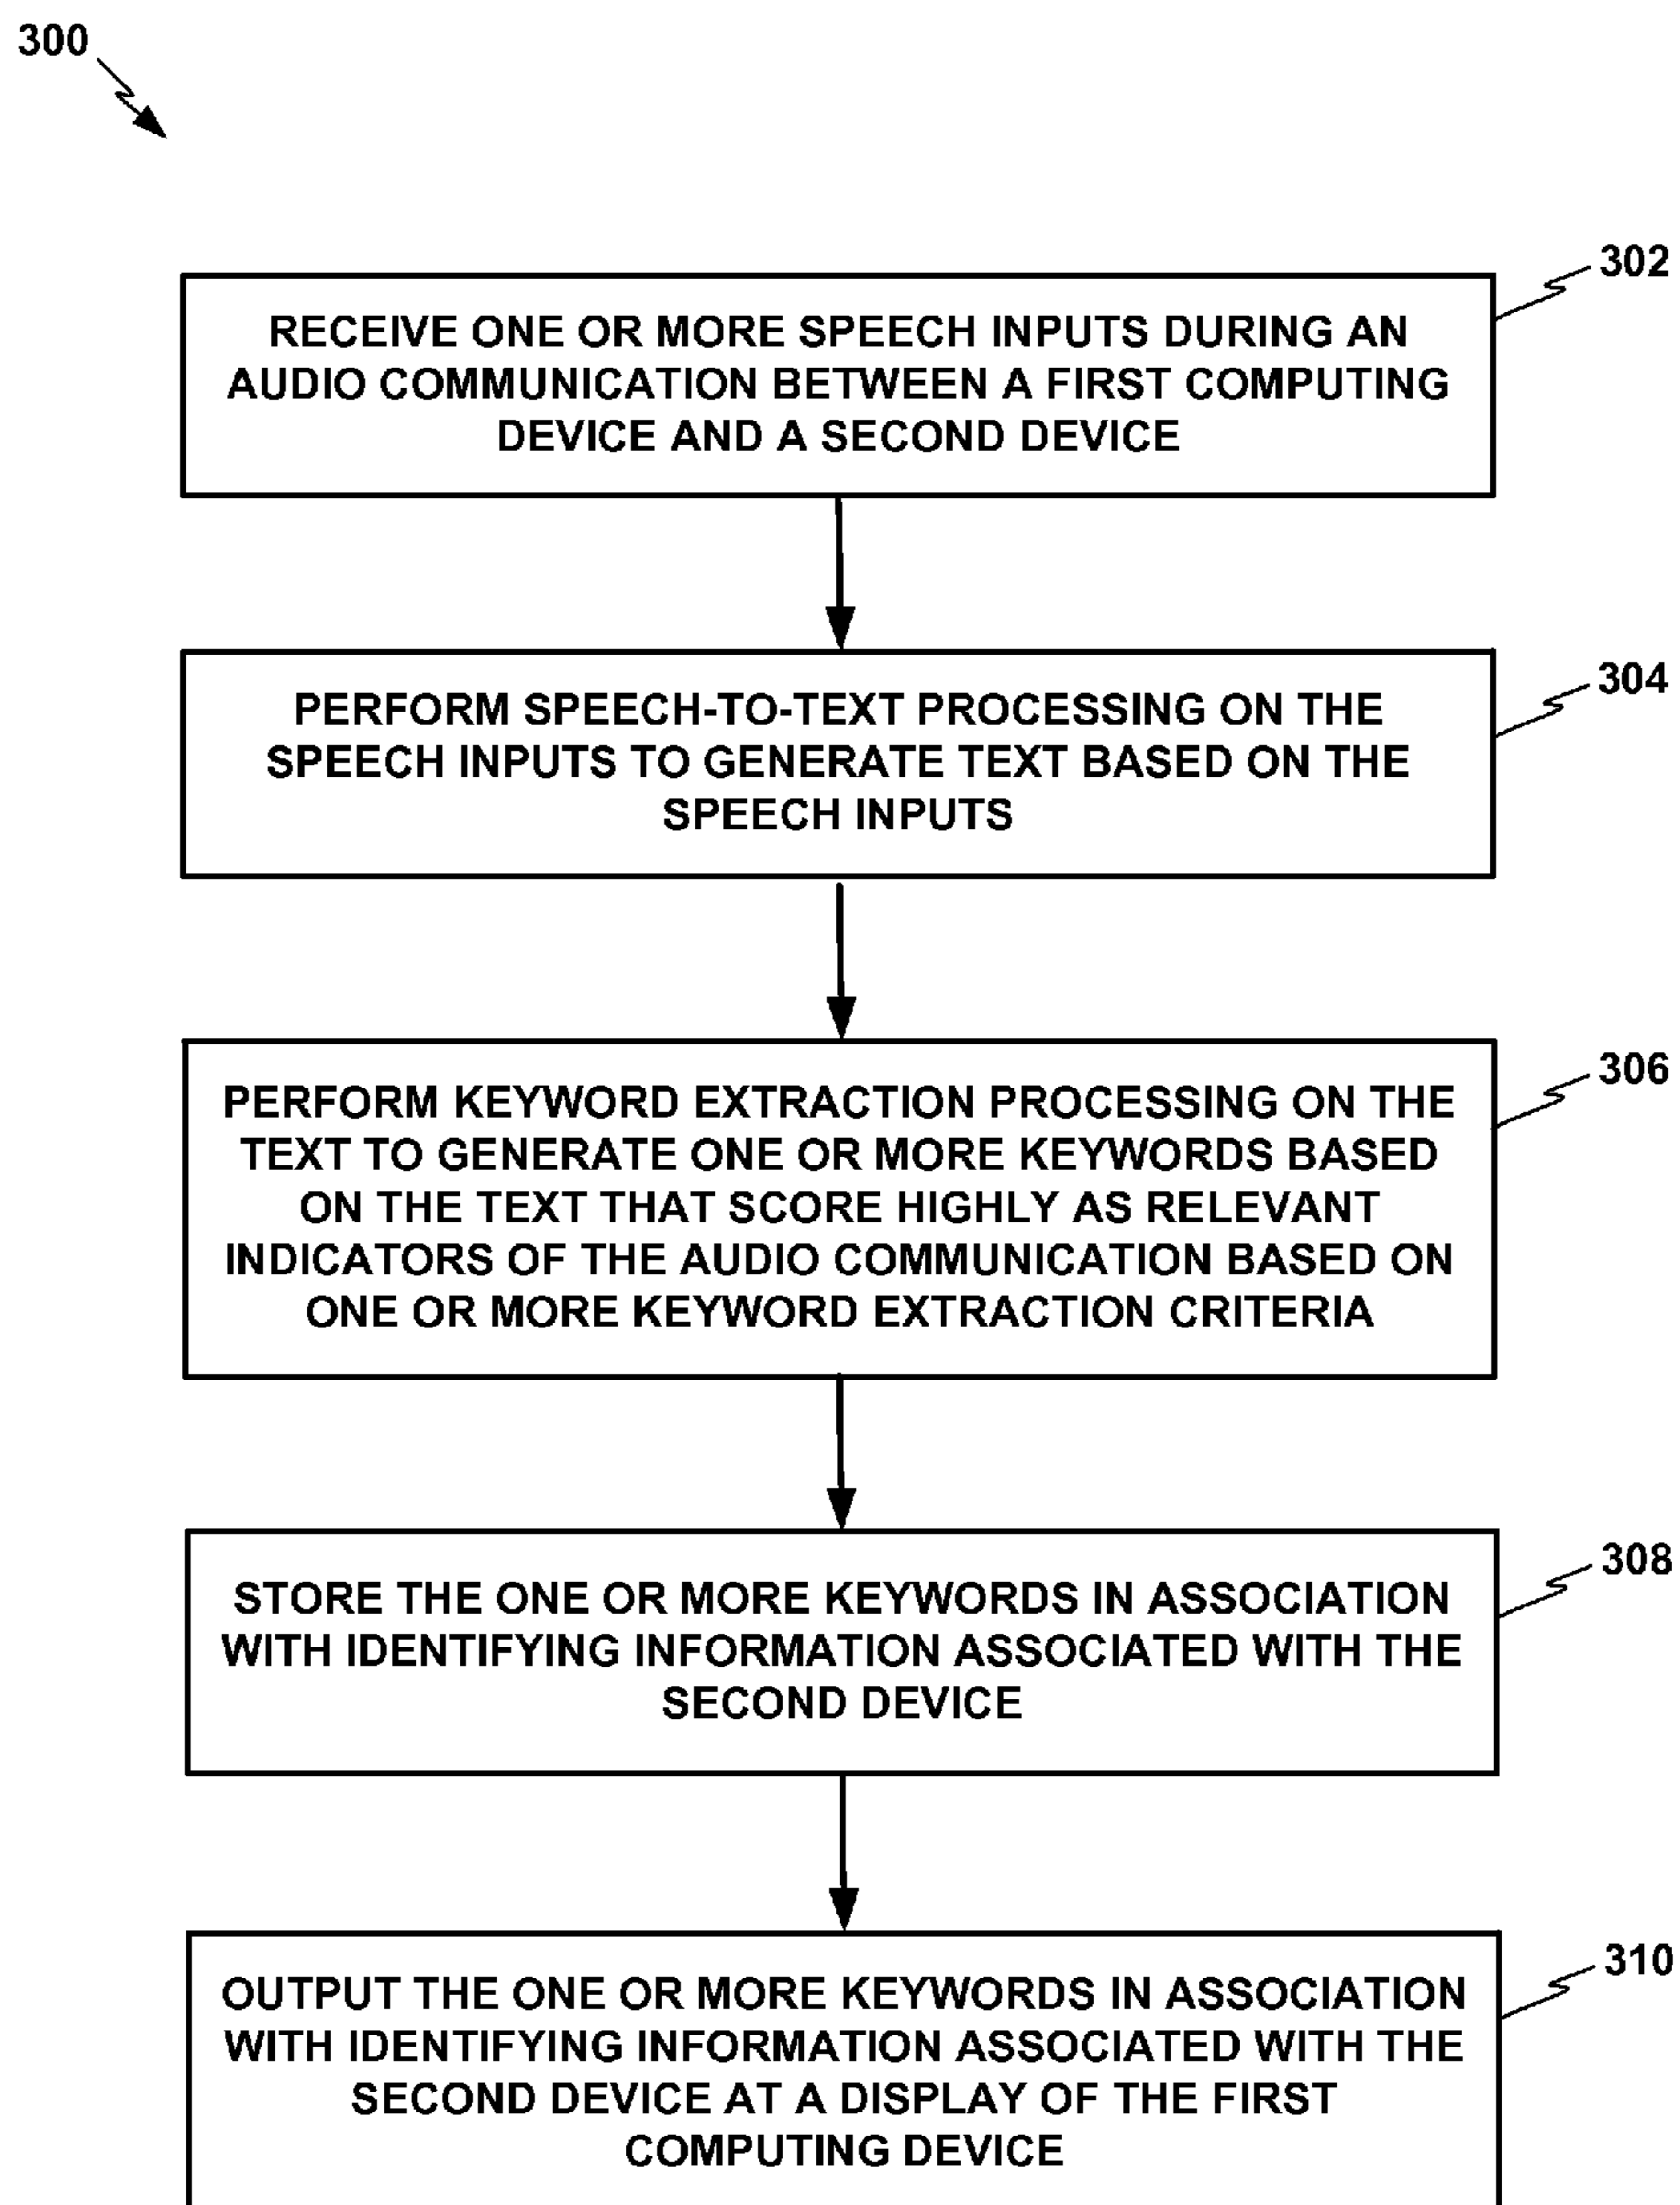 300
302
RECEIVE ONE OR MORE SPEECH INPUTS DURING AN
AUDIO COMMUNICATION BETWEEN A FIRST COMPUTING
DEVICE AND A SECOND DEVICE
304
PERFORM SPEECH-TO-TEXT PROCESSING ON THE
SPEECH INPUTS TO GENERATE TEXT BASED ON THE
SPEECH INPUTS
306
PERFORM KEYWORD EXTRACTION PROCESSING ON THE
TEXT TO GENERATE ONE OR MORE KEYWORDS BASED
ON THE TEXT THAT SCORE HIGHLY AS RELEVANT
INDICATORS OF THE AUDIO COMMUNICATION BASED ON
ONE OR MORE KEYWORD EXTRACTION CRITERIA
308
STORE THE ONE OR MORE KEYWORDS IN ASSOCIATION
WITH IDENTIFYING INFORMATION ASSOCIATED WITH THE
SECOND DEVICE
310
OUTPUT THE ONE OR MORE KEYWORDS IN ASSOCIATION
WITH IDENTIFYING INFORMATION ASSOCIATED WITH THE
SECOND DEVICE AT A DISPLAY OF THE FIRST
COMPUTING DEVICE